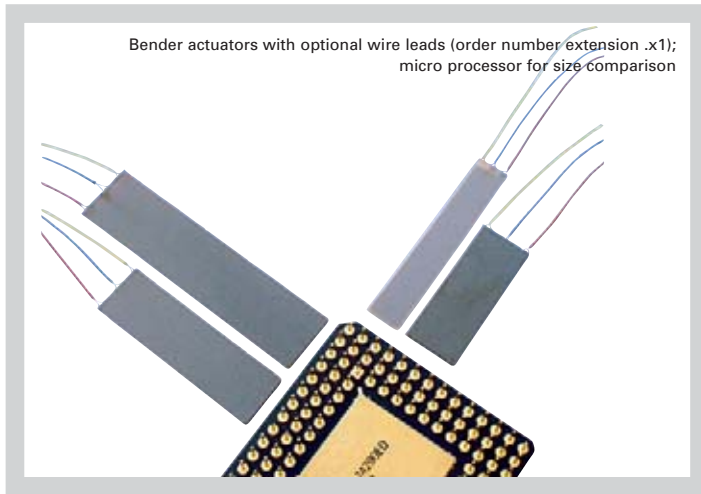 Bender actuators with optional wire leads (order number extension .x1);
micro processor for size comparison